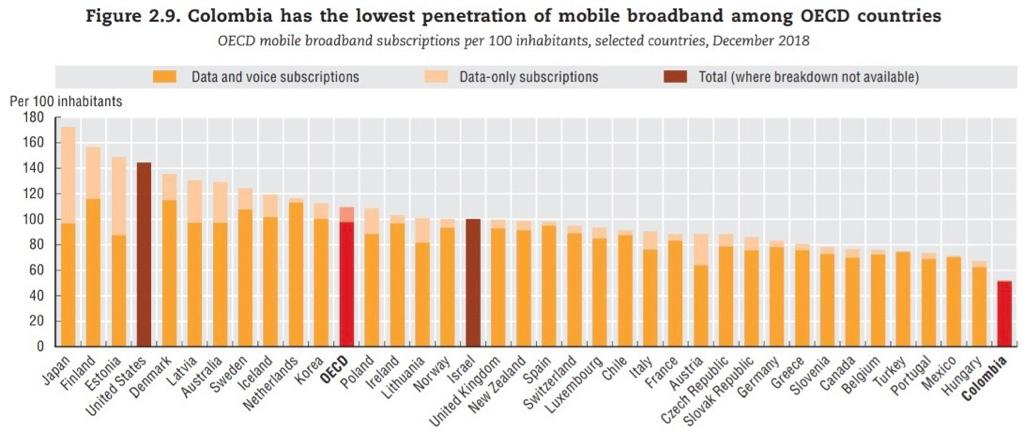 Figure 2.9. Colombia has the lowest penetration of mobile broadband among OECD countries
OECD mobile broadband subscriptions per 100 inhabitants, selected countries, December 2018
Data and voice subscriptions
Data-only subscriptions
Total (where breakdown not available)
Per 100 inhabitants
180
160
140
120
100
80
60
40
20
0
Japan
Finland
Estonia
United States
Denmark
Latvia
Australia
Sweden
Iceland
Netherlands
Korea
OECD
Poland
Ireland
Lithuania
Norway
Israel
United Kingdom
New Zealand
Spain
Switzerland
Luxembourg
Chile
Italy
France
Austria
Czech Republic
Slovak Republic
Germany
Greece
Slovenia
Canada
Belgium
Turkey
Portugal
Mexico
Hungary
Colombia